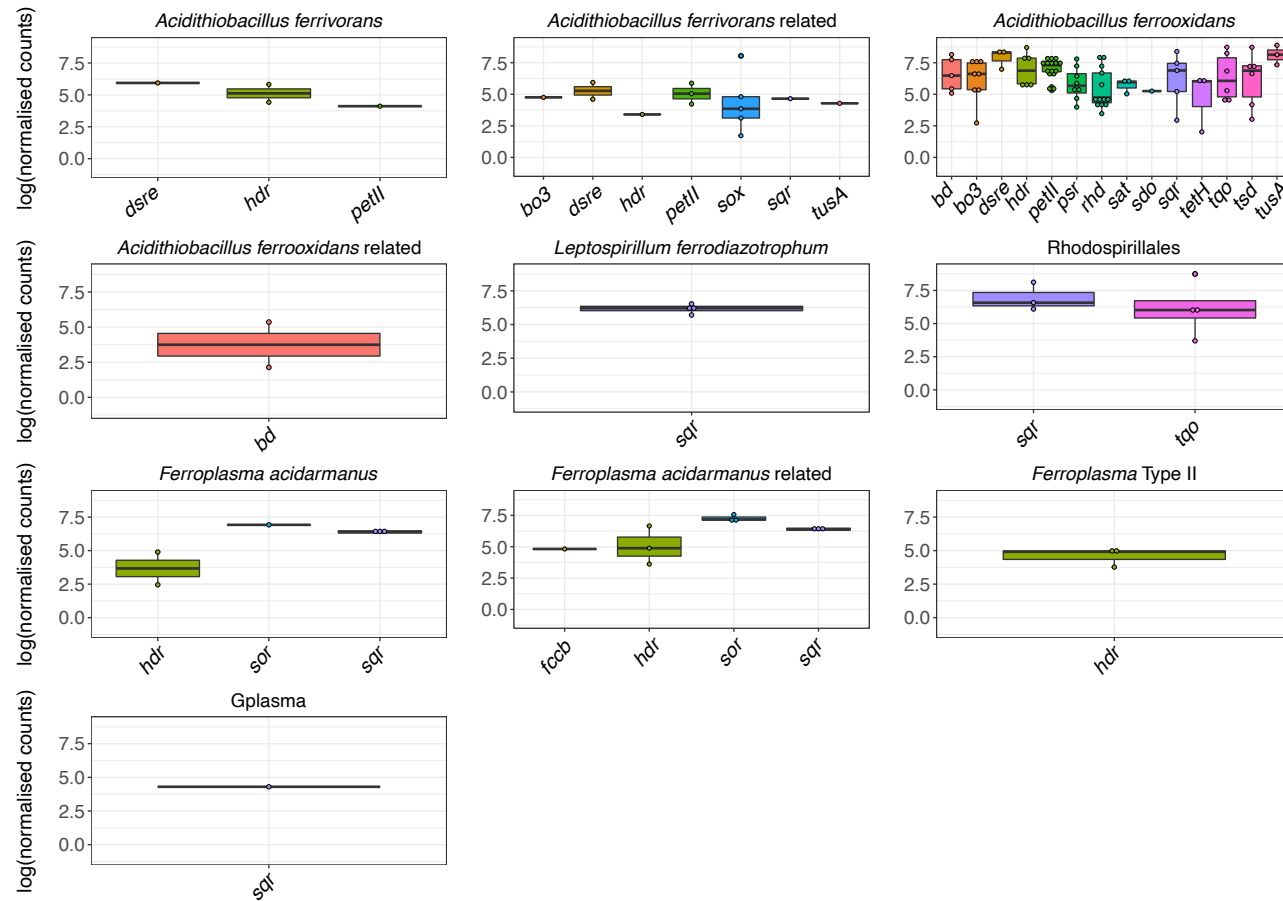 Acidithiobacillus ferrivorans
Acidithiobacillus ferrivorans related
Acidithiobacillus ferrooxidans
log(normalised counts)
7.5
5.0
2.5
0.0
dsre hdr petII
7.5
5.0
2.5
0.0
bo3 dsre hdr petII sox sqr tusA
7.5
5.0
2.5
0.0
bd bo3 dsre hdr petII psr rhd sat sdo sqr tetH tqo tsd tusA
Acidithiobacillus ferrooxidans related
Leptospirillum ferrodiazotrophum
Rhodospirillales
log(normalised counts)
7.5
5.0
2.5
0.0
bd
7.5
5.0
2.5
0.0
sqr
7.5
5.0
2.5
0.0
sqr tqo
Ferroplasma acidarmanus
Ferroplasma acidarmanus related
Ferroplasma Type II
log(normalised counts)
7.5
5.0
2.5
0.0
hdr sor sqr
7.5
5.0
2.5
0.0
fccb hdr sor sqr
7.5
5.0
2.5
0.0
hdr
Gplasma
log(normalised counts)
7.5
5.0
2.5
0.0
sqr